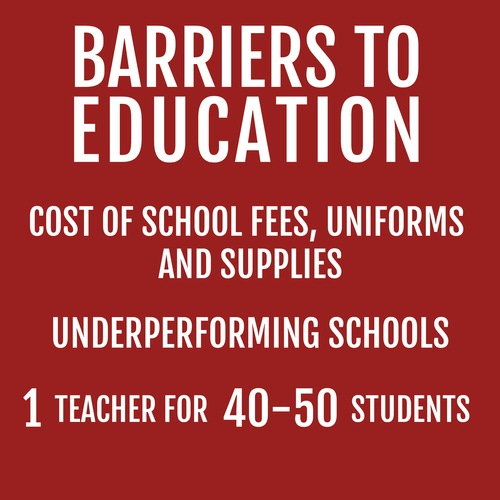 BARRIERS TO
EDUCATION
COST OF SCHOOL FEES, UNIFORMS
AND SUPPLIES
UNDERPERFORMING SCHOOLS
1 TEACHER FOR 40-50 STUDENTS